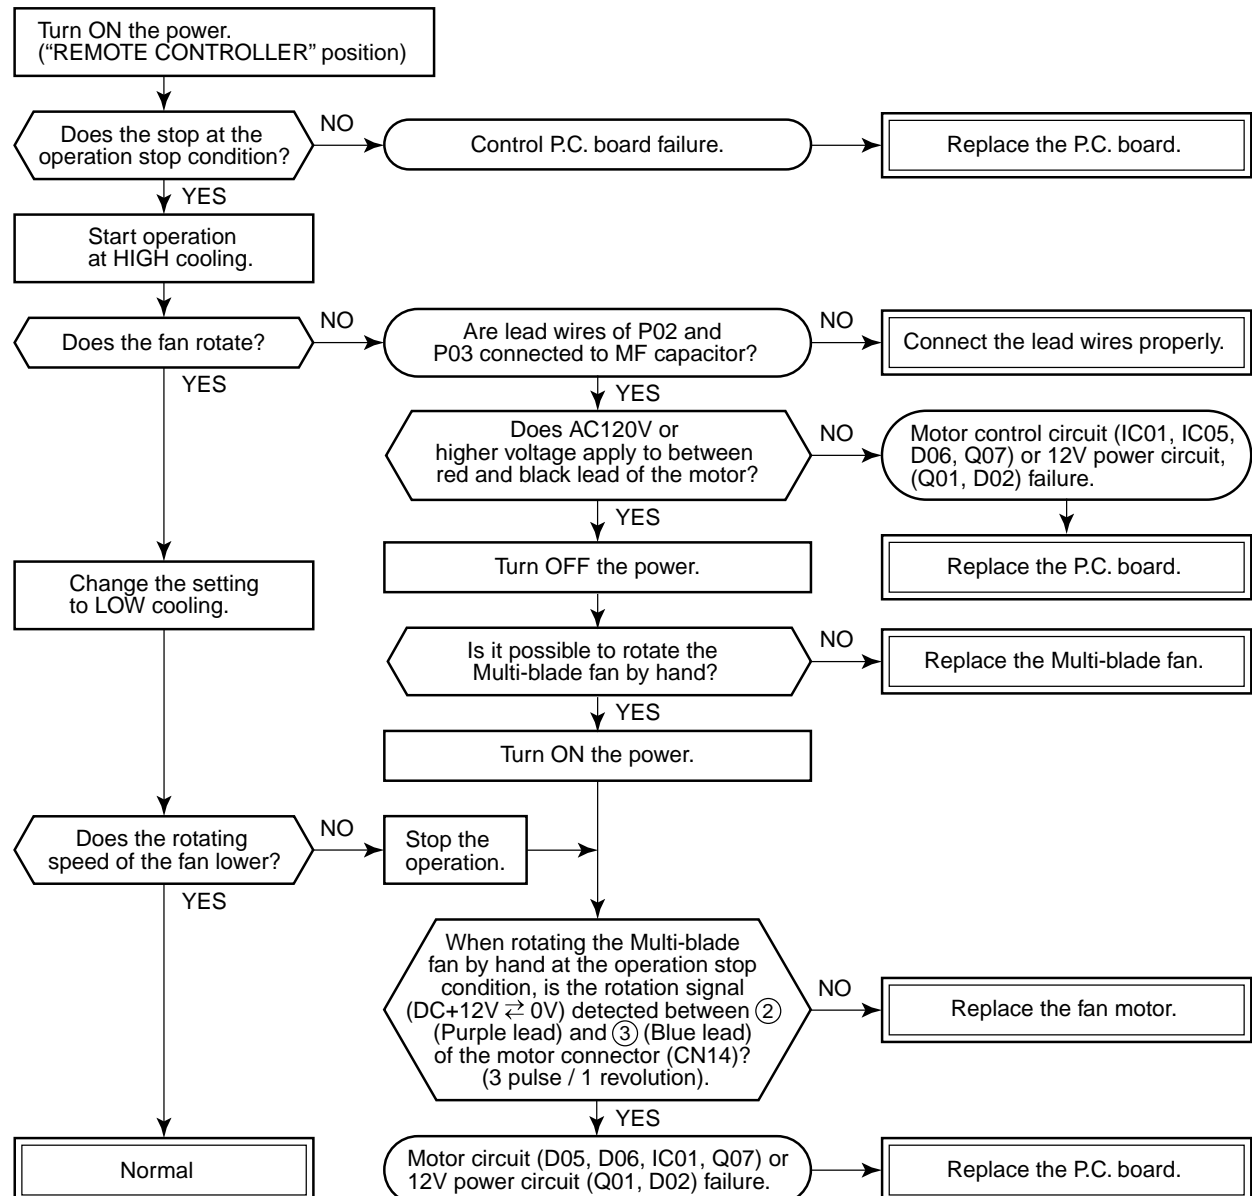 Turn ON the power.
(“REMOTE CONTROLLER” position)
Does the stop at the
operation stop condition?
NO
Control P.C. board failure.
Replace the P.C. board.
YES
Start operation
at HIGH cooling.
Does the fan rotate?
NO
Are lead wires of P02 and
P03 connected to MF capacitor?
NO
Connect the lead wires properly.
YES
YES
Does AC120V or
higher voltage apply to between
red and black lead of the motor?
NO
Motor control circuit (IC01, IC05,
D06, Q07) or 12V power circuit,
(Q01, D02) failure.
YES
Change the setting
to LOW cooling.
Turn OFF the power.
Replace the P.C. board.
Is it possible to rotate the
Multi-blade fan by hand?
NO
Replace the Multi-blade fan.
YES
Turn ON the power.
Does the rotating
speed of the fan lower?
NO
Stop the
operation.
YES
When rotating the Multi-blade
fan by hand at the operation stop
condition, is the rotation signal
(DC+12V ⇄ 0V) detected between ②
(Purple lead) and ③ (Blue lead)
of the motor connector (CN14)?
(3 pulse / 1 revolution).
NO
Replace the fan motor.
YES
Normal
Motor circuit (D05, D06, IC01, Q07) or
12V power circuit (Q01, D02) failure.
Replace the P.C. board.